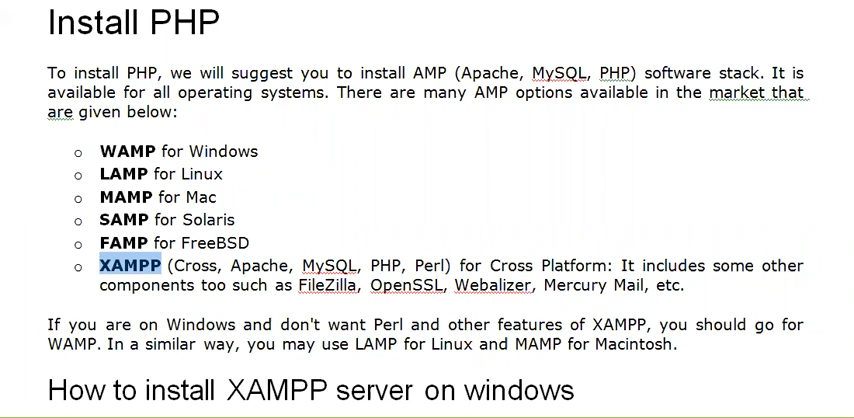 Install PHP
To install PHP, we will suggest you to install AMP (Apache, MySQL, PHP) software stack. It is
available for all operating systems. There are many AMP options available in the market that
are given below:
o WAMP for Windows
o LAMP for Linux
o MAMP for Mac
o SAMP for Solaris
o FAMP for FreeBSD
o XAMPP (Cross, Apache, MySQL, PHP, Perl) for Cross Platform: It includes some other
components too such as FileZilla, OpenSSL, Webalizer, Mercury Mail, etc.
If you are on Windows and don't want Perl and other features of XAMPP, you should go for
WAMP. In a similar way, you may use LAMP for Linux and MAMP for Macintosh.
How to install XAMPP server on windows